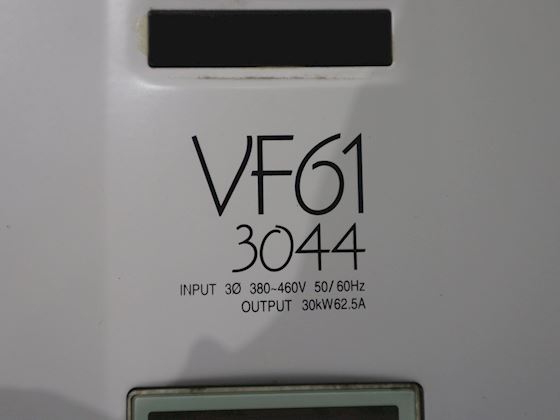 VF61
3044
INPUT 3Ø 380~460V 50/60Hz
OUTPUT 30kW62.5A